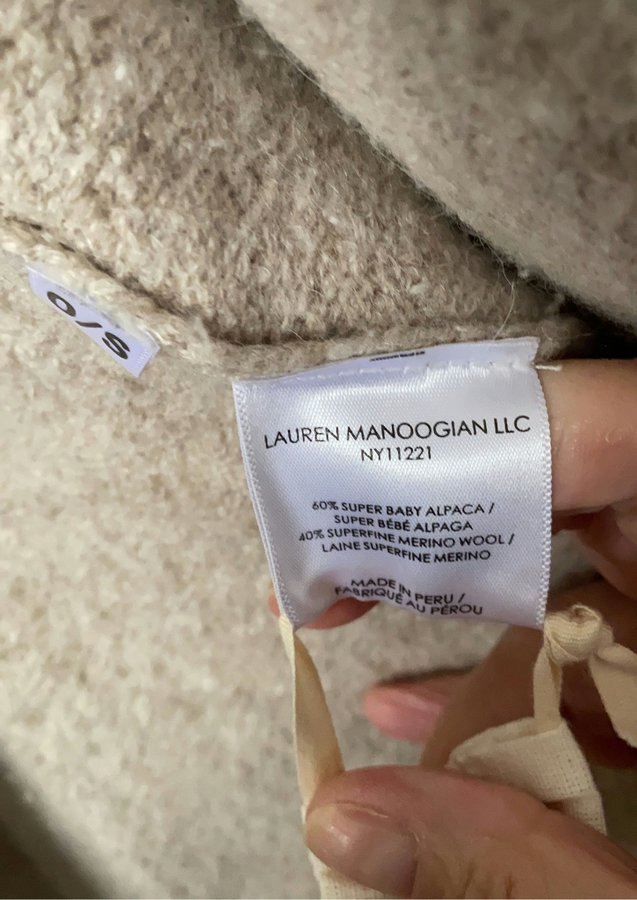 O/S
LAUREN MANOOGIAN LLC
NY11221
60% SUPER BABY ALPACA /
SUPER BÉBÉ ALPAGA
40% SUPERFINE MERINO WOOL /
LAINE SUPERFINE MERINO
MADE IN PERU /
FABRIQUÉ AU PÉROU